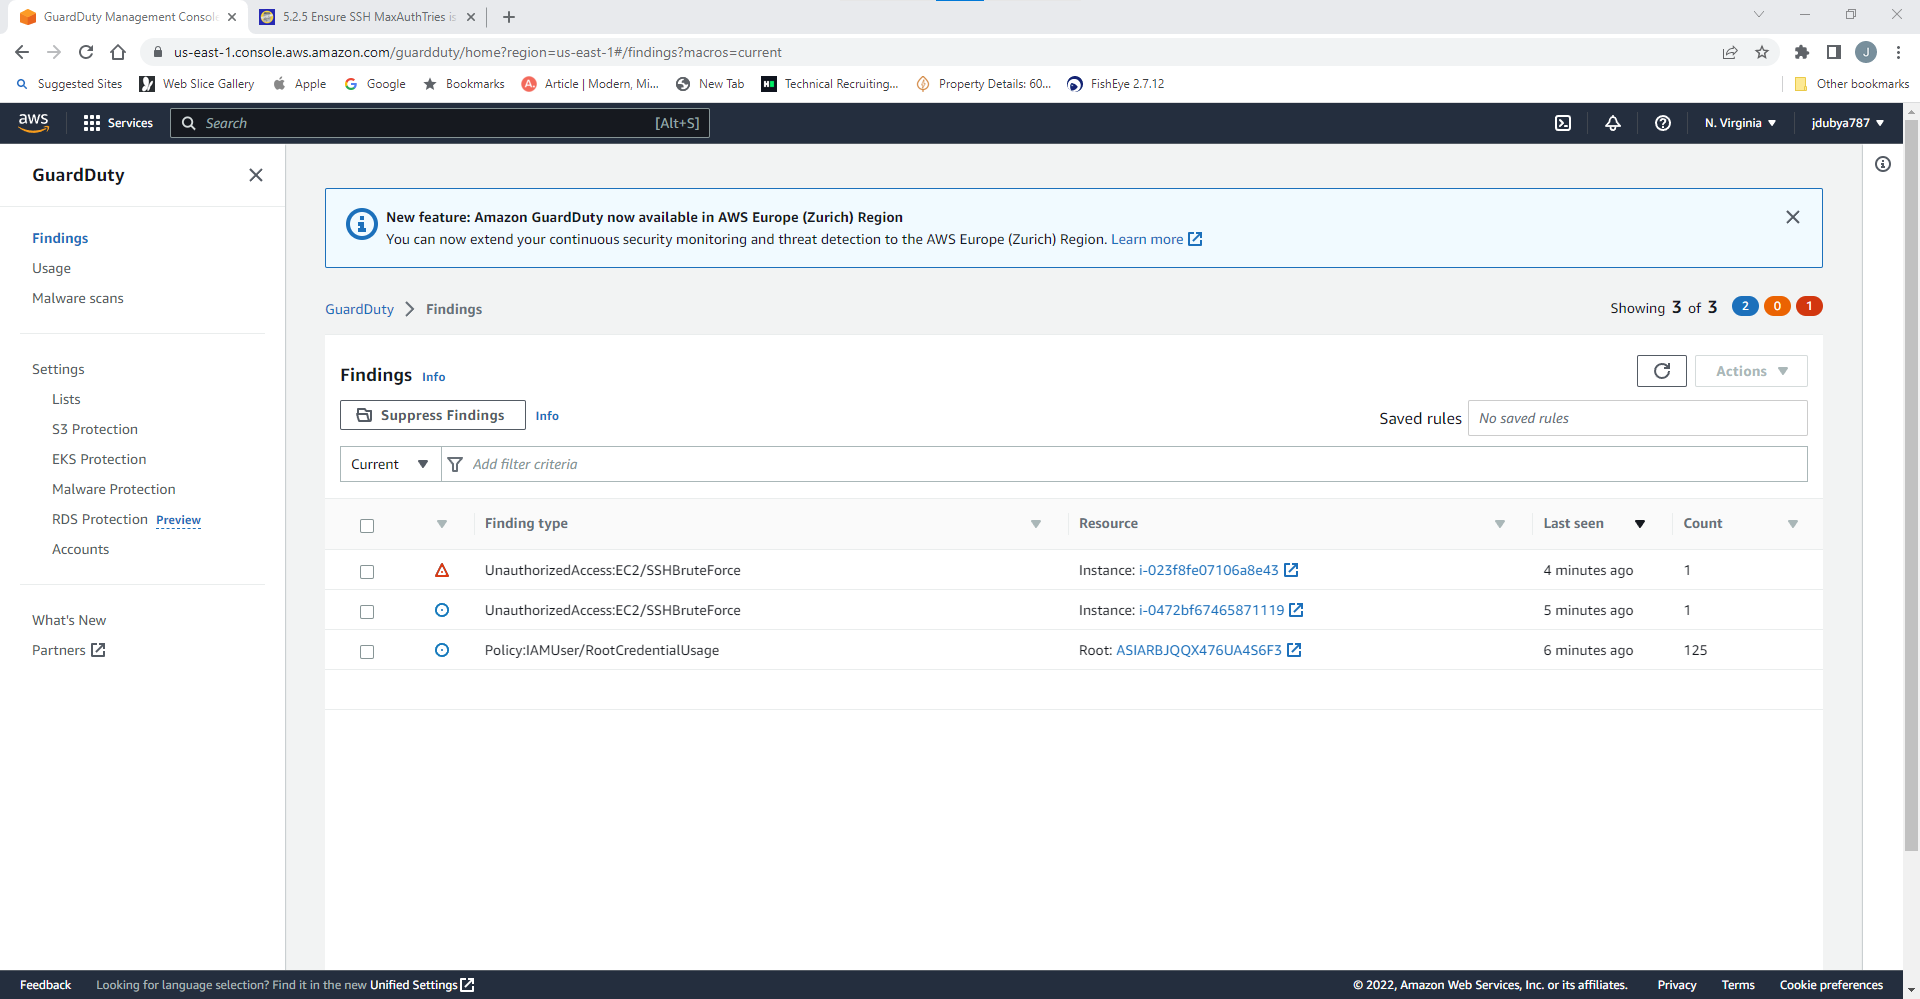 GuardDuty Management Conso
5.2.5 Ensure SSH MaxAuthTries is
us-east-1.console.aws.amazon.com/guardduty/home?region=us-east-1#/findings?macros=current
J
Suggested Sites Web Slice Gallery Apple Google Bookmarks Article | Modern, Mi... New Tab Technical Recruiting... Property Details: 60... FishEye 2.7.12 Other bookmarks
aws Services Search [Alt+S] N. Virginia jdubya787
GuardDuty
Findings
Usage
Malware scans
Settings
Lists
S3 Protection
EKS Protection
Malware Protection
RDS Protection Preview
Accounts
What's New
Partners
New feature: Amazon GuardDuty now available in AWS Europe (Zurich) Region
You can now extend your continuous security monitoring and threat detection to the AWS Europe (Zurich) Region. Learn more
GuardDuty Findings
Showing 3 of 3 2 0 1
Findings Info
Actions
Suppress Findings Info
Saved rules No saved rules
Current Add filter criteria
Finding type Resource Last seen Count
UnauthorizedAccess:EC2/SSHBruteForce Instance: i-023f8fe07106a8e43 4 minutes ago 1
UnauthorizedAccess:EC2/SSHBruteForce Instance: i-0472bf67465871119 5 minutes ago 1
Policy:IAMUser/RootCredentialUsage Root: ASIARBJQQX476UA4S6F3 6 minutes ago 125
Feedback Looking for language selection? Find it in the new Unified Settings © 2022, Amazon Web Services, Inc. or its affiliates. Privacy Terms Cookie preferences